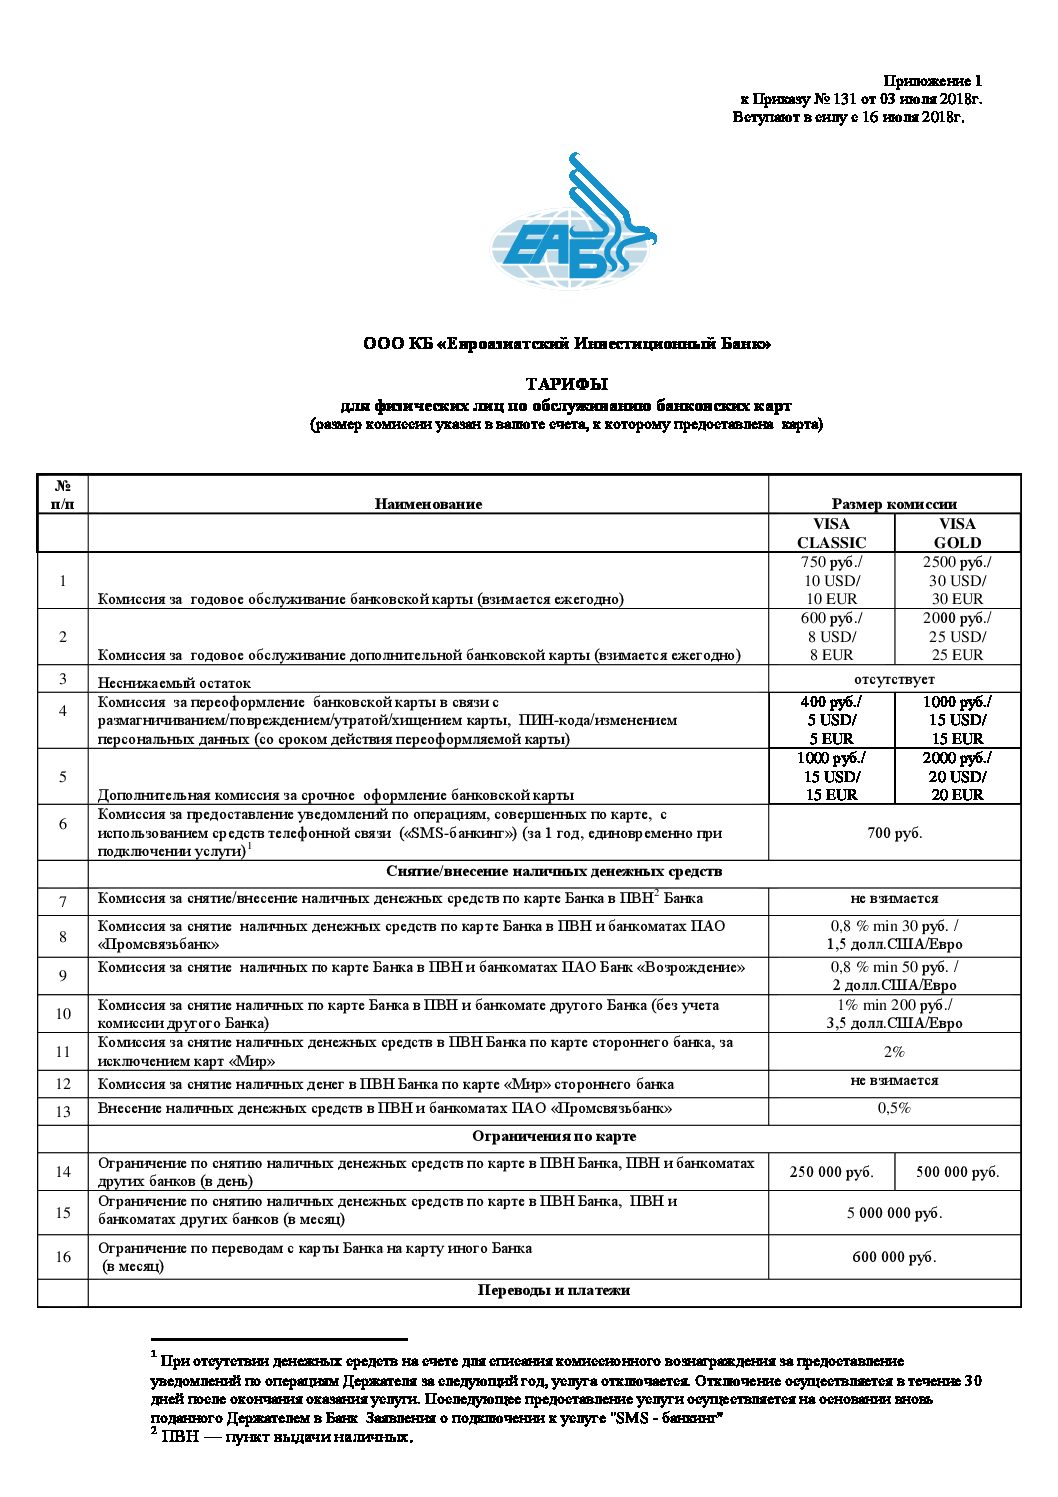 Приложение 1
к Приказу № 131 от 03 июля 2018г.
Вступают в силу с 16 июля 2018г.
ЕАБ
ООО КБ «Евроазиатский Инвестиционный Банк»
ТАРИФЫ
для физических лиц по обслуживанию банковских карт
(размер комиссии указан в валюте счета, к которому предоставлена карта)
№
п/п
Наименование
Размер комиссии
VISA
CLASSIC
VISA
GOLD
1
Комиссия за годовое обслуживание банковской карты (взимается ежегодно)
750 руб./
10 USD/
10 EUR
2500 руб./
30 USD/
30 EUR
2
Комиссия за годовое обслуживание дополнительной банковской карты (взимается ежегодно)
600 руб./
8 USD/
8 EUR
2000 руб./
25 USD/
25 EUR
3
Неснижаемый остаток
отсутствует
4
Комиссия за переоформление банковской карты в связи с
размагничиванием/повреждением/утратой/хищением карты, ПИН-кода/изменением
персональных данных (со сроком действия переоформляемой карты)
400 руб./
5 USD/
5 EUR
1000 руб./
15 USD/
15 EUR
5
Дополнительная комиссия за срочное оформление банковской карты
1000 руб./
15 USD/
15 EUR
2000 руб./
20 USD/
20 EUR
6
Комиссия за предоставление уведомлений по операциям, совершенных по карте, с
использованием средств телефонной связи («SMS-банкинг») (за 1 год, единовременно при
подключении услуги)1
700 руб.
Снятие/внесение наличных денежных средств
7
Комиссия за снятие/внесение наличных денежных средств по карте Банка в ПВН2 Банка
не взимается
8
Комиссия за снятие наличных денежных средств по карте Банка в ПВН и банкоматах ПАО
«Промсвязьбанк»
0,8 % min 30 руб. /
1,5 долл.США/Евро
9
Комиссия за снятие наличных по карте Банка в ПВН и банкоматах ПАО Банк «Возрождение»
0,8 % min 50 руб. /
2 долл.США/Евро
10
Комиссия за снятие наличных по карте Банка в ПВН и банкомате другого Банка (без учета
комиссии другого Банка)
1% min 200 руб./
3,5 долл.США/Евро
11
Комиссия за снятие наличных денежных средств в ПВН Банка по карте стороннего банка, за
исключением карт «Мир»
2%
12
Комиссия за снятие наличных денег в ПВН Банка по карте «Мир» стороннего банка
не взимается
13
Внесение наличных денежных средств в ПВН и банкоматах ПАО «Промсвязьбанк»
0,5%
Ограничения по карте
14
Ограничение по снятию наличных денежных средств по карте в ПВН Банка, ПВН и банкоматах
других банков (в день)
250 000 руб.
500 000 руб.
15
Ограничение по снятию наличных денежных средств по карте в ПВН Банка, ПВН и
банкоматах других банков (в месяц)
5 000 000 руб.
16
Ограничение по переводам с карты Банка на карту иного Банка
(в месяц)
600 000 руб.
Переводы и платежи
1 При отсутствии денежных средств на счете для списания комиссионного вознаграждения за предоставление
уведомлений по операциям Держателя за следующий год, услуга отключается. Отключение осуществляется в течение 30
дней после окончания оказания услуги. Последующее предоставление услуги осуществляется на основании вновь
поданного Держателем в Банк Заявления о подключении к услуге "SMS - банкинг"
2 ПВН — пункт выдачи наличных.